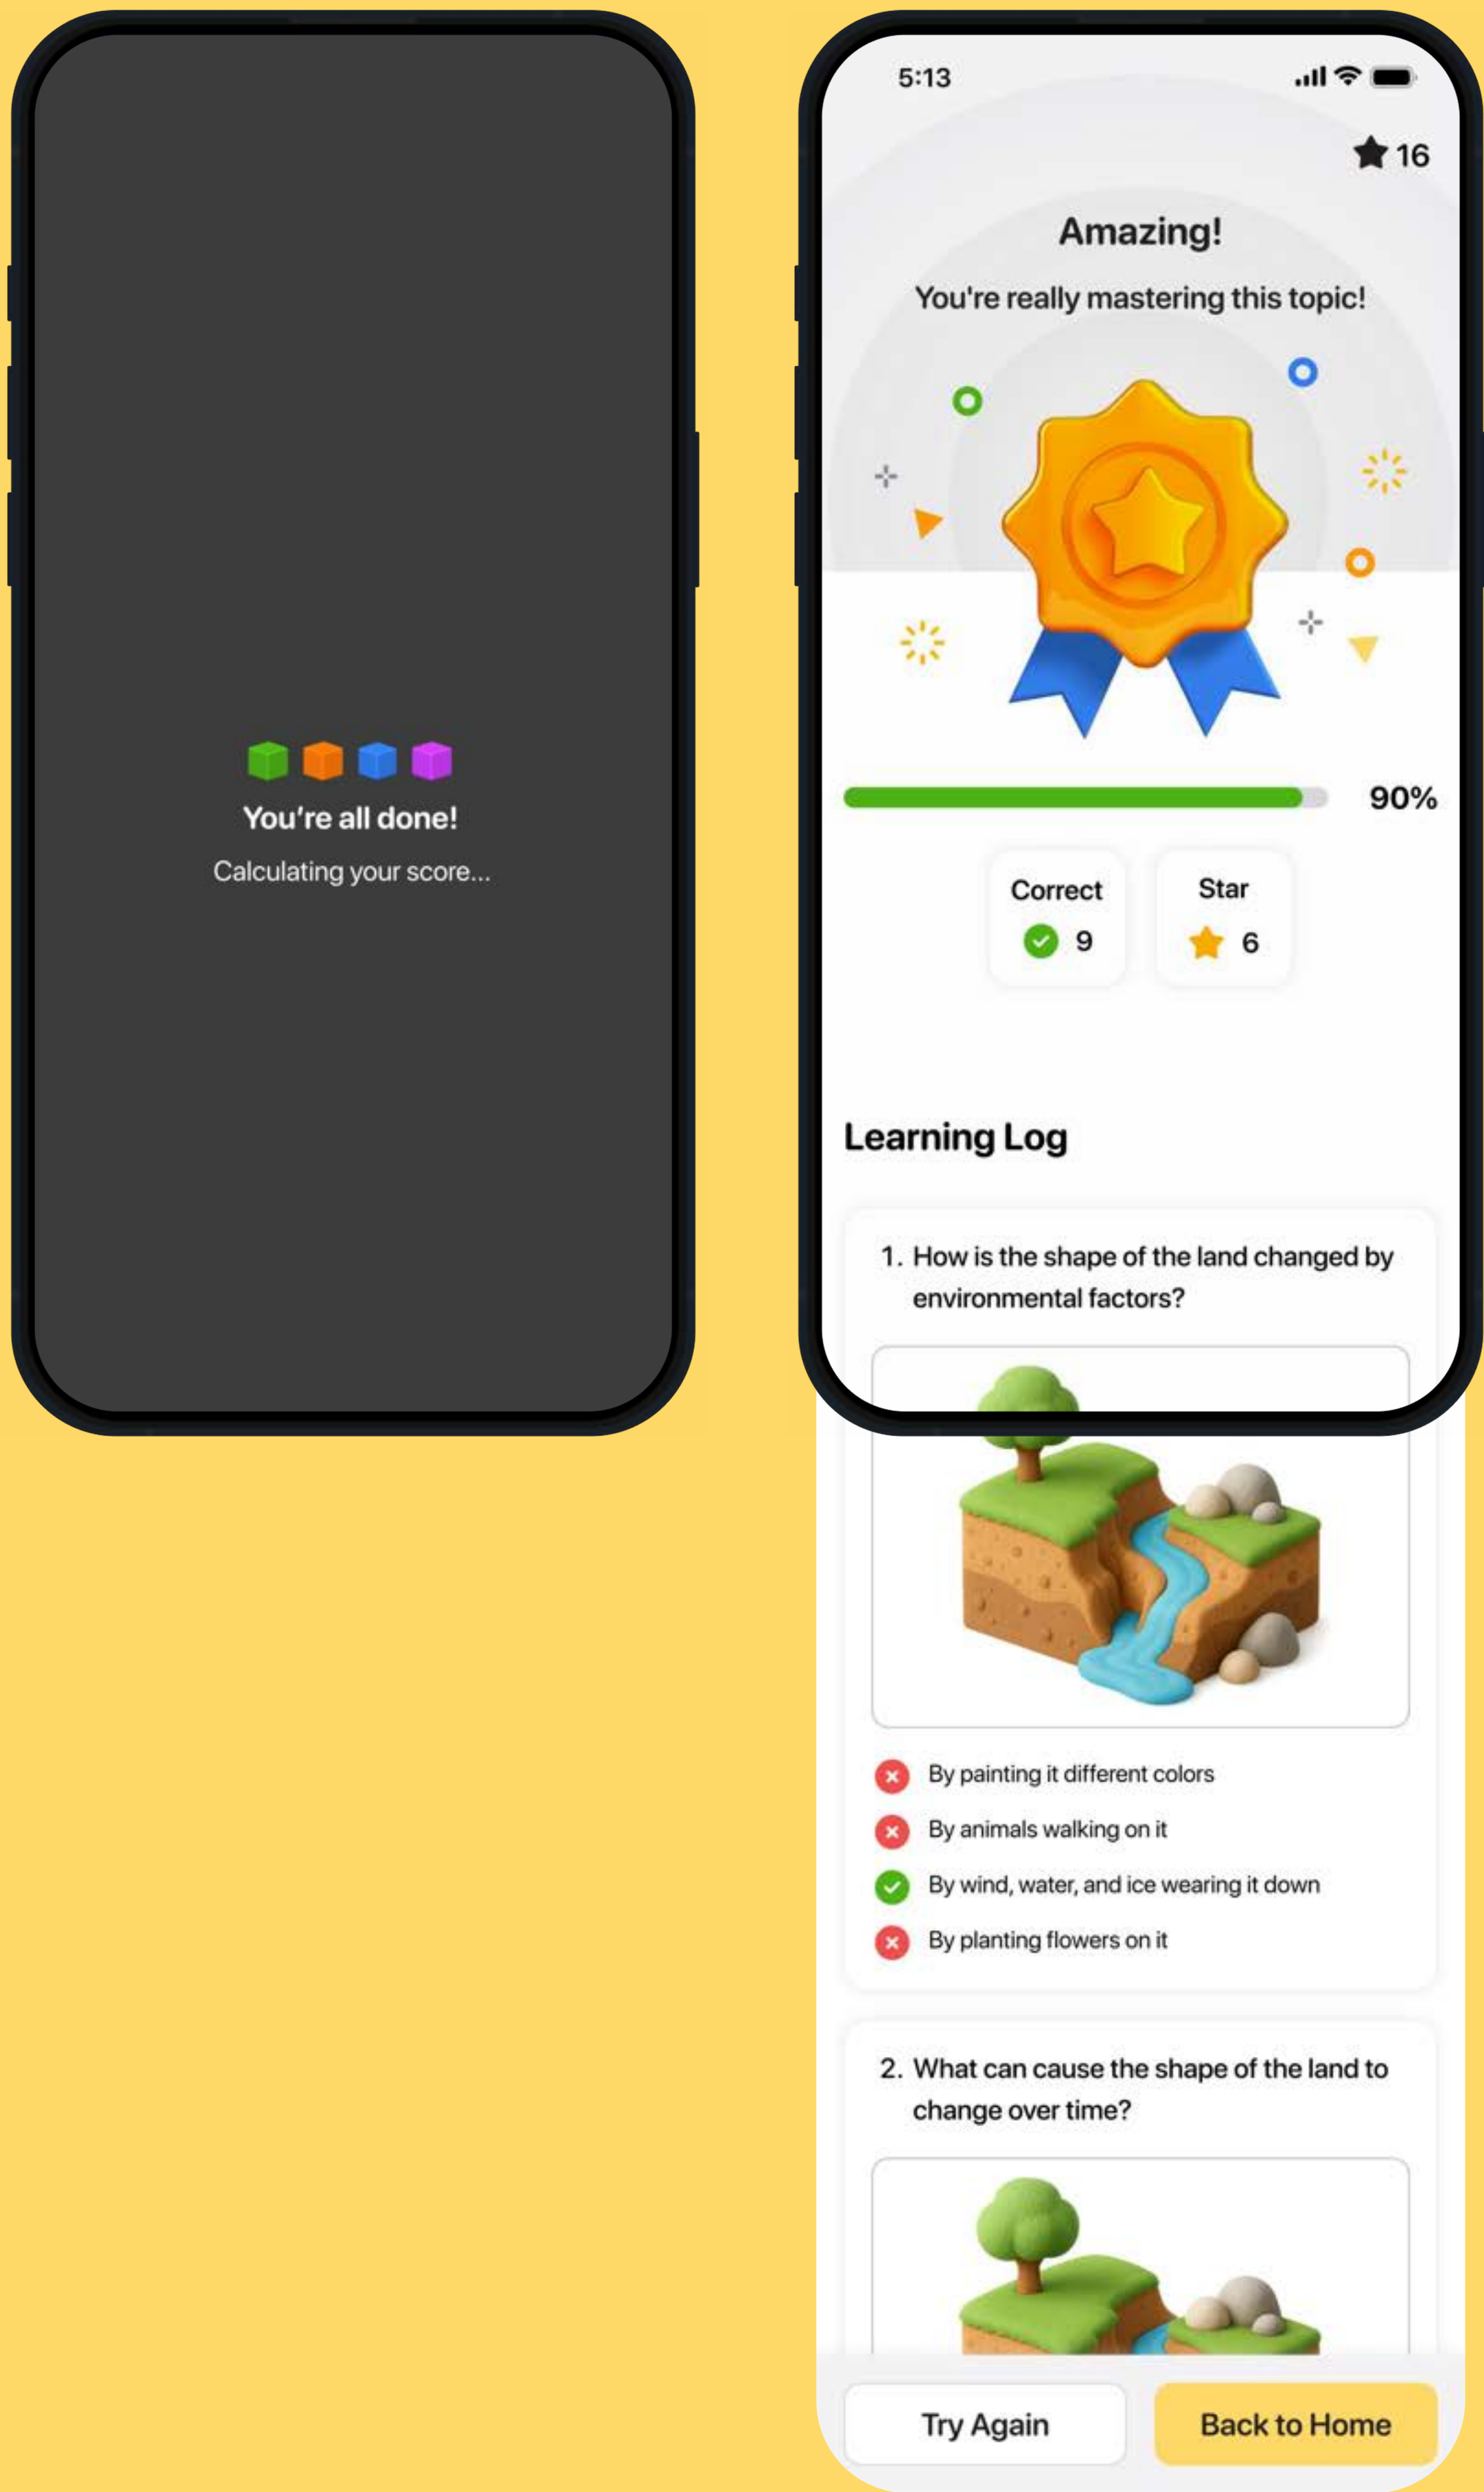 You're all done!
Calculating your score...
5:13
16
Amazing!
You're really mastering this topic!
90%
Correct
9
Star
6
Learning Log
1. How is the shape of the land changed by
environmental factors?
By painting it different colors
By animals walking on it
By wind, water, and ice wearing it down
By planting flowers on it
2. What can cause the shape of the land to
change over time?
Try Again
Back to Home